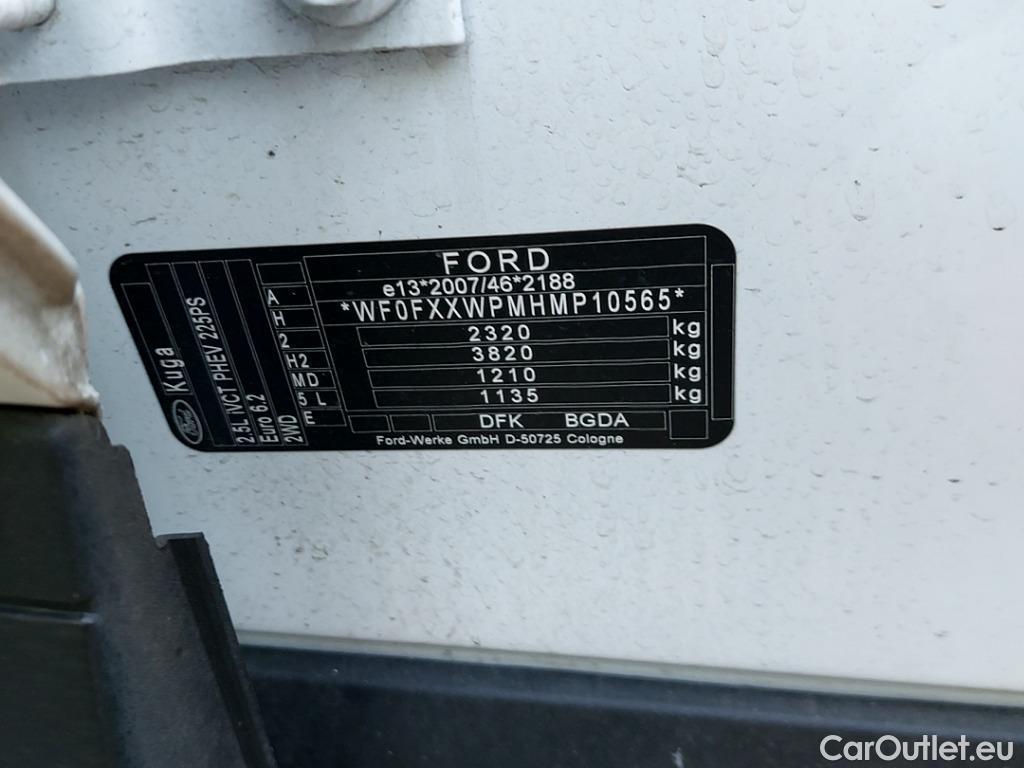 FORD
e13*2007/46*2188
*WF0FXXWPMHMP10565*
2320 kg
3820 kg
1210 kg
1135 kg
DFK BGDA
Ford-Werke GmbH D-50725 Cologne
A
H
2
H2
MD
5 L
E
Ford Kuga
2.5L iVCT PHEV 225PS
Euro 6.2
2WD
CarOutlet.eu